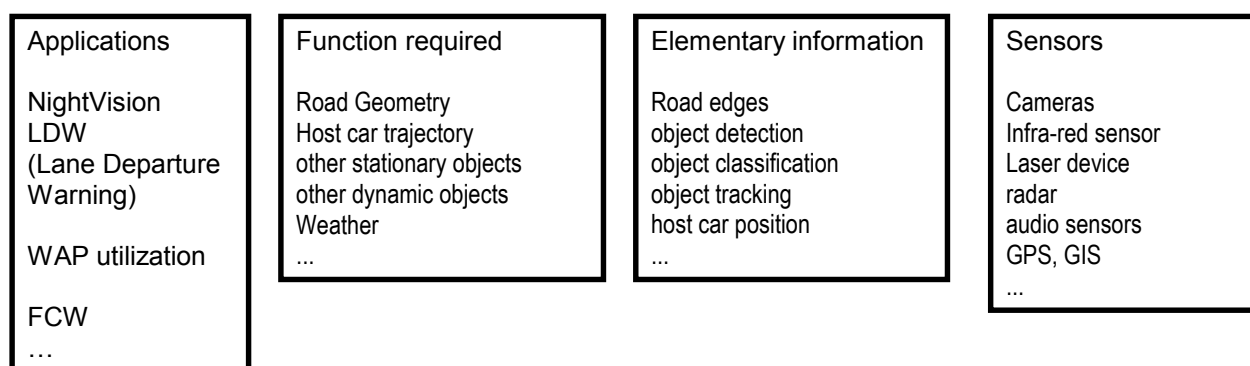 Applications
NightVision
LDW
(Lane Departure
Warning)
WAP utilization
FCW
…
Function required
Road Geometry
Host car trajectory
other stationary objects
other dynamic objects
Weather
...
Elementary information
Road edges
object detection
object classification
object tracking
host car position
...
Sensors
Cameras
Infra-red sensor
Laser device
radar
audio sensors
GPS, GIS
...